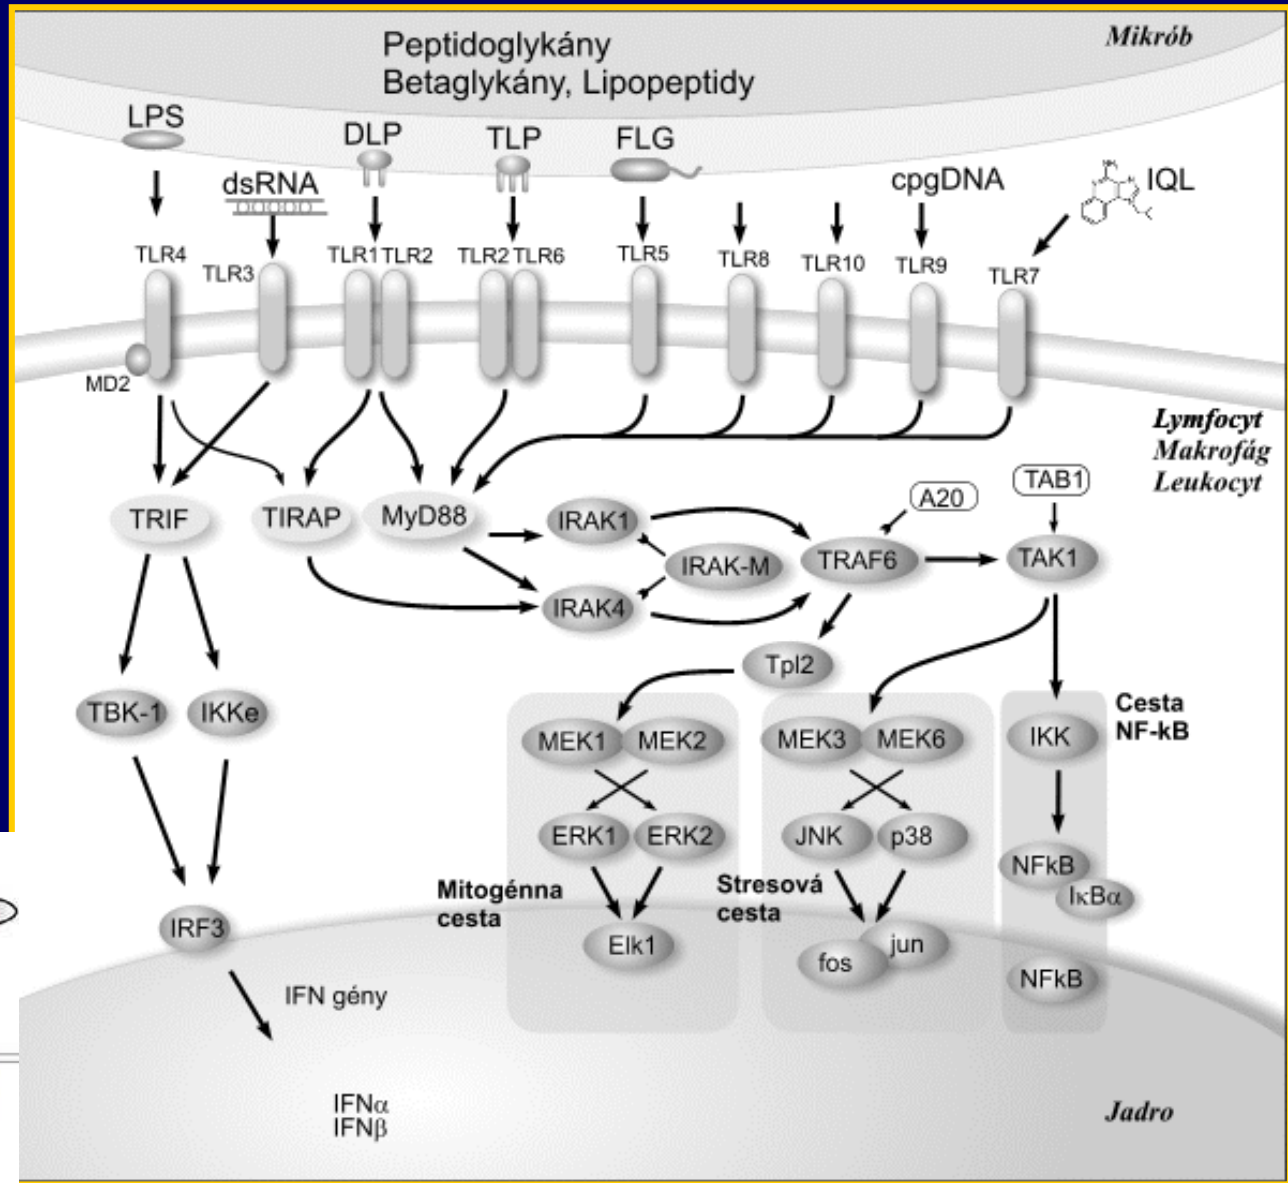 Mikrób
Peptidoglykány
Betaglykány, Lipopeptidy
LPS
DLP
TLP
FLG
dsRNA
cpgDNA
IQL
TLR4
TLR3
TLR1 TLR2
TLR2 TLR6
TLR5
TLR8
TLR10
TLR9
TLR7
MD2
Lymfocyt
Makrofág
Leukocyt
TRIF
TIRAP
MyD88
IRAK1
IRAK-M
IRAK4
A20
TRAF6
TAB1
TAK1
Tpl2
TBK-1
IKKe
MEK1
MEK2
MEK3
MEK6
IKK
Cesta
NF-kB
ERK1
ERK2
JNK
p38
NFkB
IκBα
Mitogénna
cesta
Stresová
cesta
IRF3
Elk1
fos
jun
NFkB
IFN gény
IFNα
IFNβ
Jadro